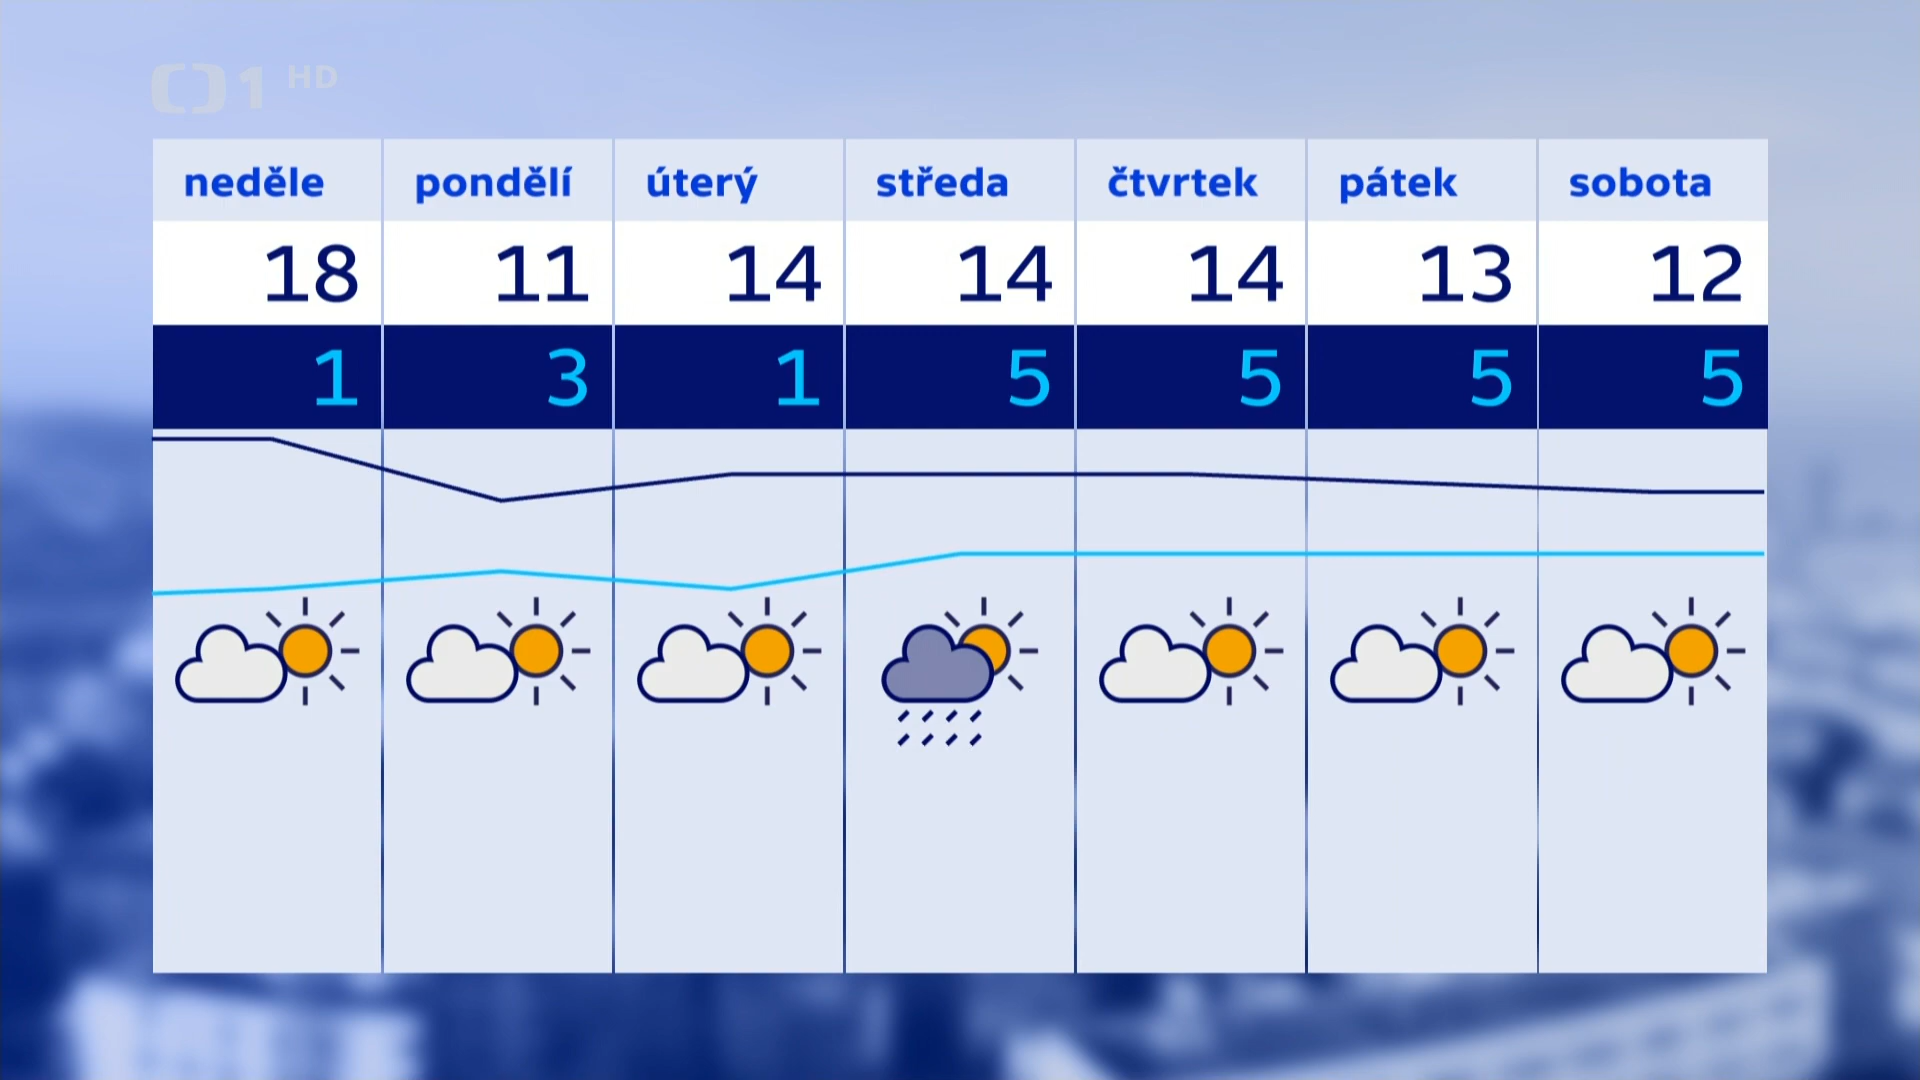 1 HD
neděle pondělí úterý středa čtvrtek pátek sobota
18 11 14 14 14 13 12
1 3 1 5 5 5 5